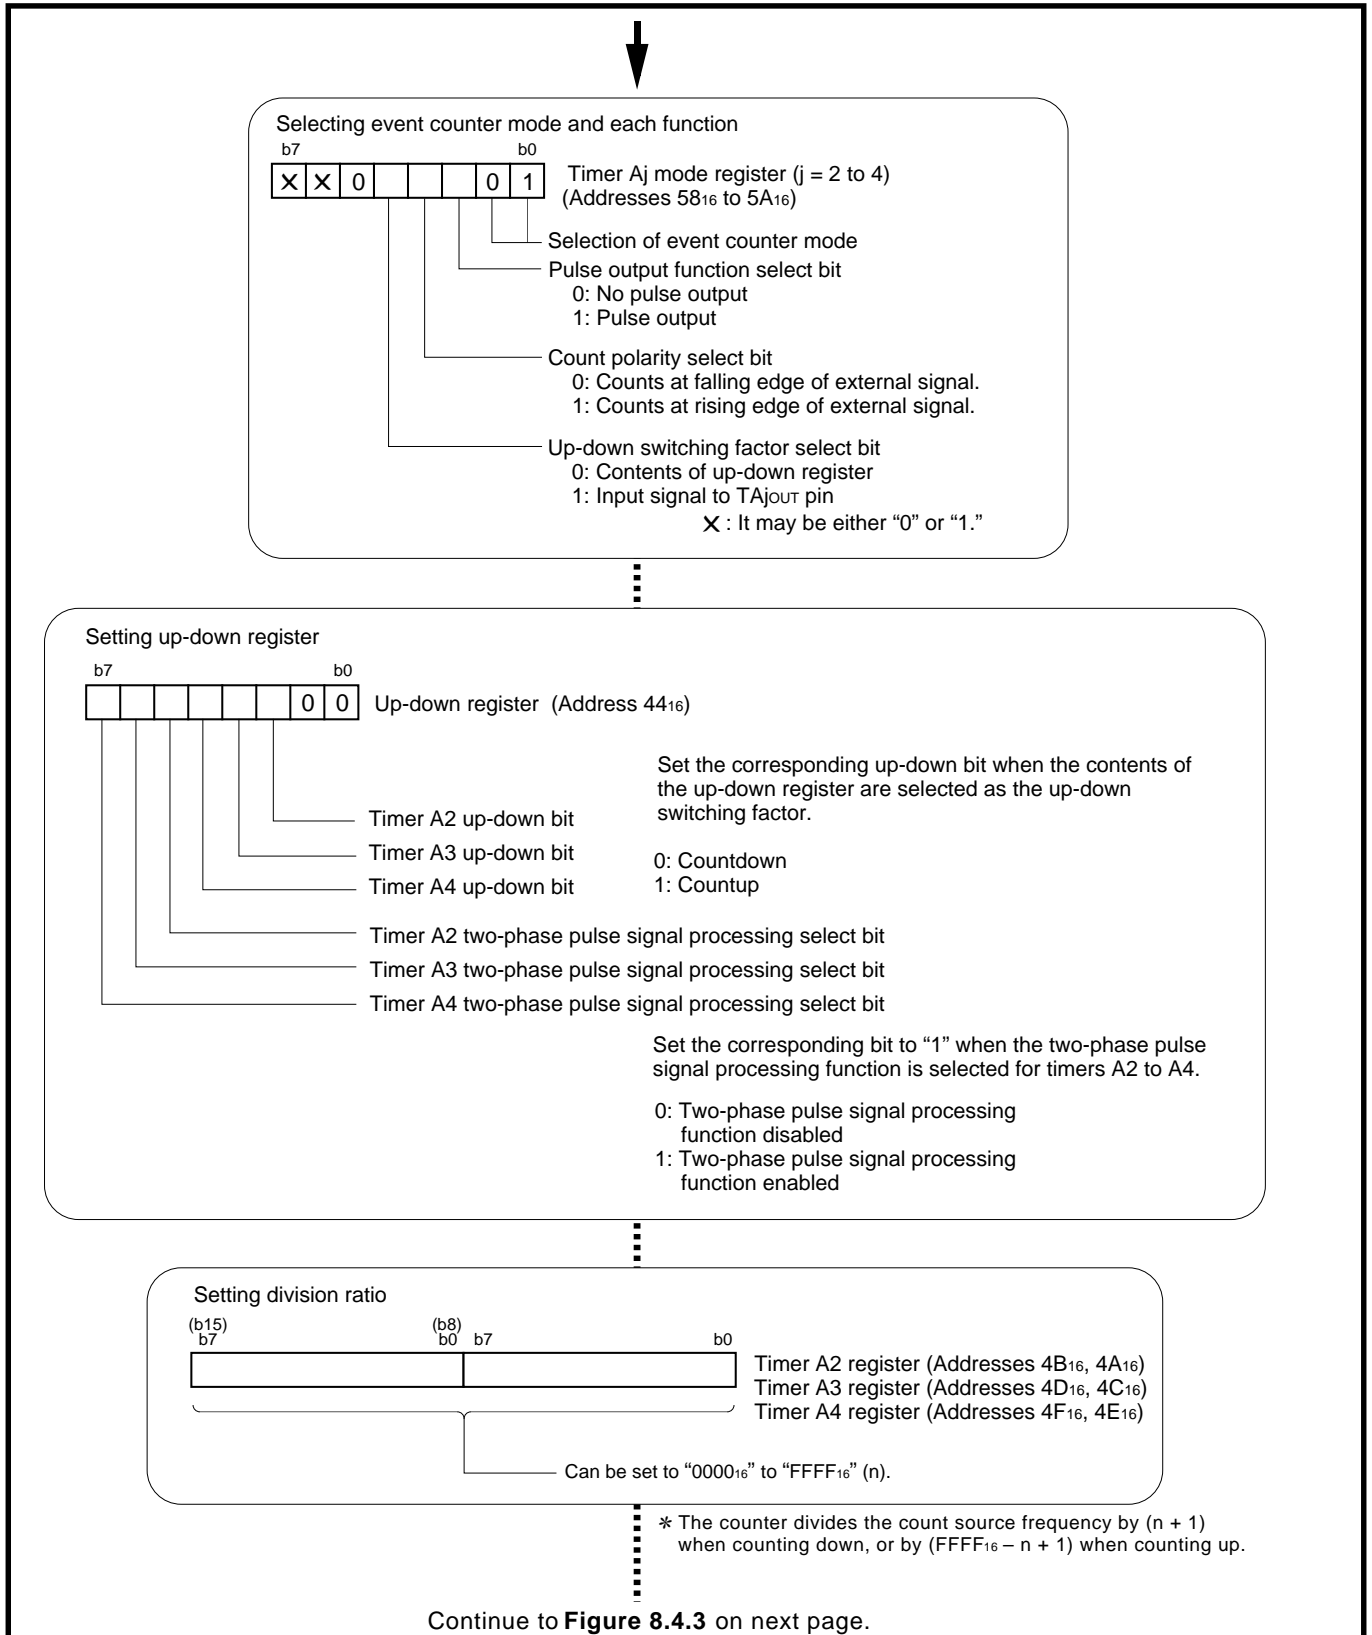 Selecting event counter mode and each function
b7 b0
X X 0 0 1
Timer Aj mode register (j = 2 to 4)
(Addresses 58₁₆ to 5A₁₆)
Selection of event counter mode
Pulse output function select bit
0: No pulse output
1: Pulse output
Count polarity select bit
0: Counts at falling edge of external signal.
1: Counts at rising edge of external signal.
Up-down switching factor select bit
0: Contents of up-down register
1: Input signal to TAjOUT pin
X : It may be either “0” or “1.”
Setting up-down register
b7 b0
0 0 Up-down register (Address 44₁₆)
Set the corresponding up-down bit when the contents of
the up-down register are selected as the up-down
switching factor.
Timer A2 up-down bit
Timer A3 up-down bit
Timer A4 up-down bit
0: Countdown
1: Countup
Timer A2 two-phase pulse signal processing select bit
Timer A3 two-phase pulse signal processing select bit
Timer A4 two-phase pulse signal processing select bit
Set the corresponding bit to “1” when the two-phase pulse
signal processing function is selected for timers A2 to A4.
0: Two-phase pulse signal processing
function disabled
1: Two-phase pulse signal processing
function enabled
Setting division ratio
(b15) (b8)
b7 b0 b7 b0
Timer A2 register (Addresses 4B₁₆, 4A₁₆)
Timer A3 register (Addresses 4D₁₆, 4C₁₆)
Timer A4 register (Addresses 4F₁₆, 4E₁₆)
Can be set to “0000₁₆” to “FFFF₁₆” (n).
* The counter divides the count source frequency by (n + 1)
when counting down, or by (FFFF₁₆ – n + 1) when counting up.
Continue to Figure 8.4.3 on next page.